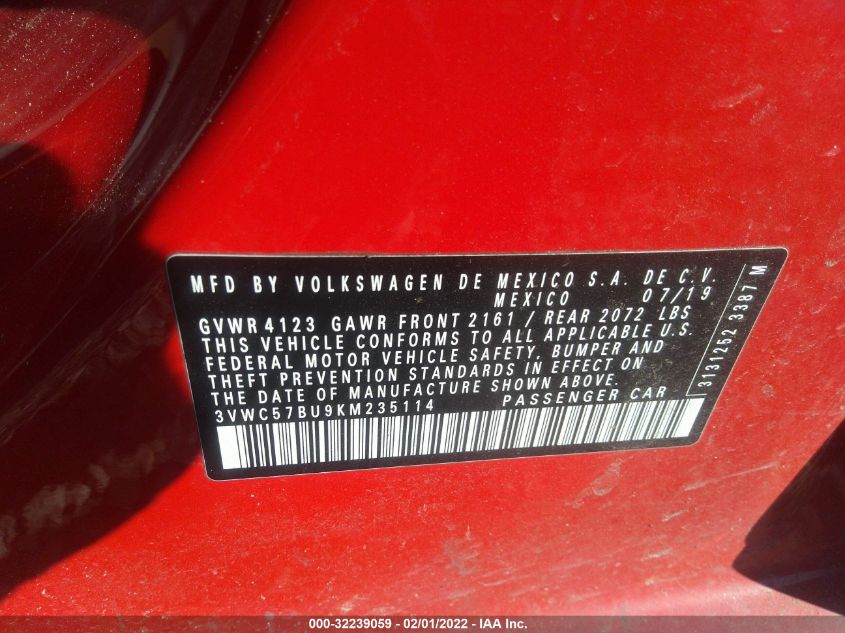 MFD BY VOLKSWAGEN DE MEXICO S.A. DE C.V.
MEXICO 07/19
GVWR 4123 GAWR FRONT 2161 / REAR 2072 LBS
THIS VEHICLE CONFORMS TO ALL APPLICABLE U.S.
FEDERAL MOTOR VEHICLE SAFETY, BUMPER AND
THEFT PREVENTION STANDARDS IN EFFECT ON
THE DATE OF MANUFACTURE SHOWN ABOVE.
3VWC57BU9KM235114 PASSENGER CAR
3131252 3387 M
000-32239059 - 02/01/2022 - IAA Inc.